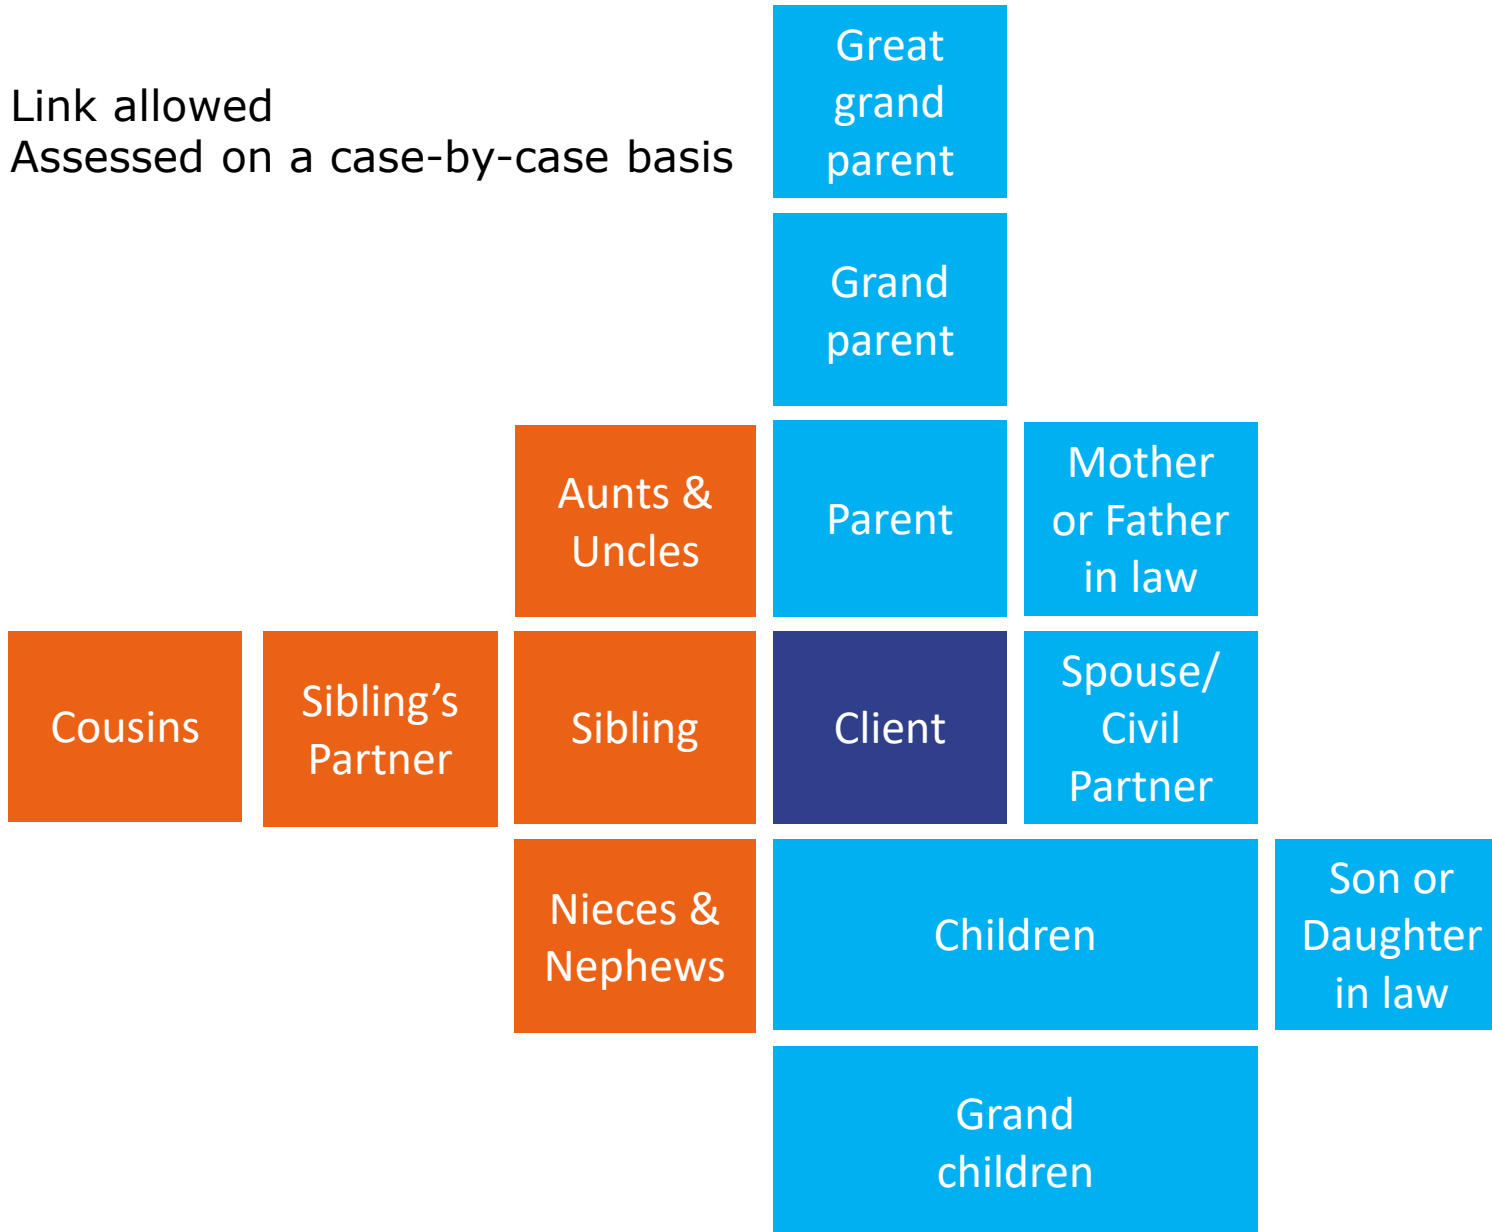 Link allowed
Assessed on a case-by-case basis
Great
grand
parent
Grand
parent
Aunts &
Uncles
Parent
Mother
or Father
in law
Cousins
Sibling’s
Partner
Sibling
Client
Spouse/
Civil
Partner
Nieces &
Nephews
Children
Son or
Daughter
in law
Grand
children